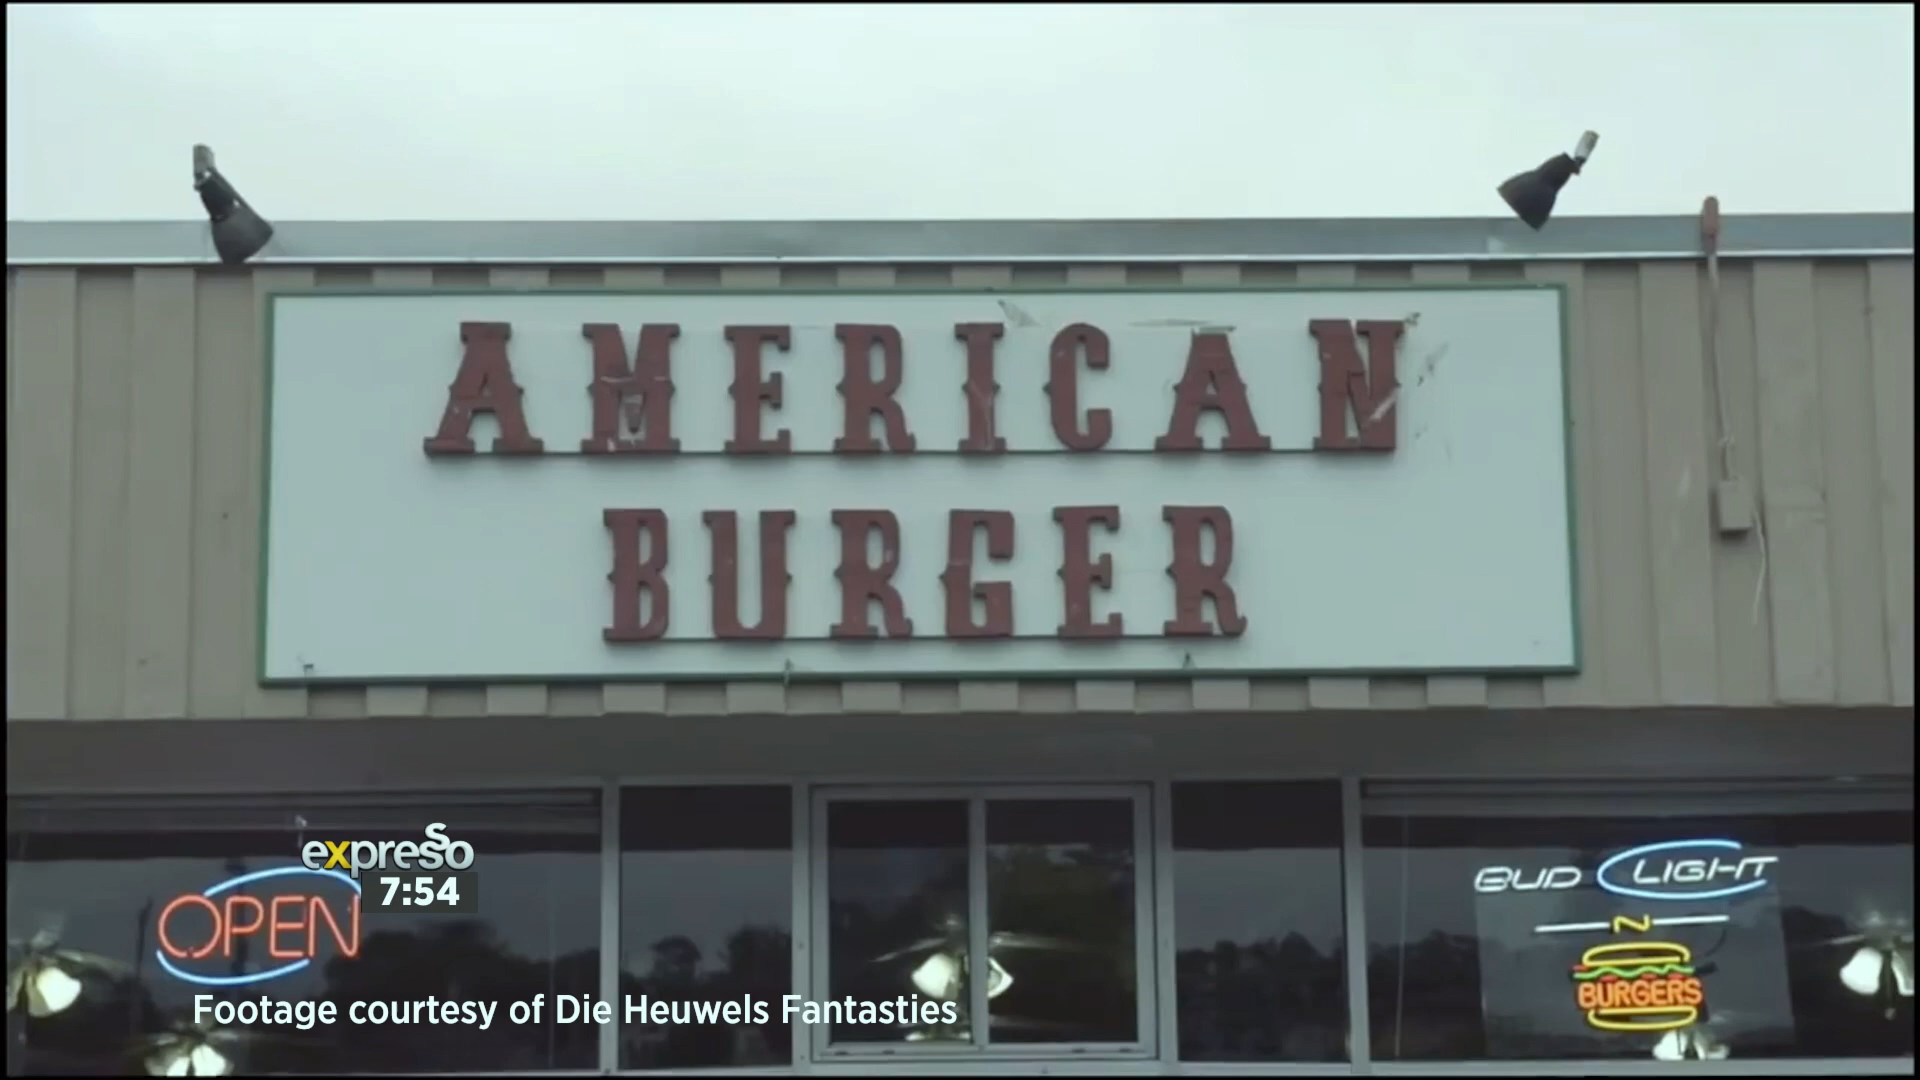 AMERICAN
BURGER
expresso
7:54
OPEN
BUD LIGHT
N
BURGERS
Footage courtesy of Die Heuwels Fantasties